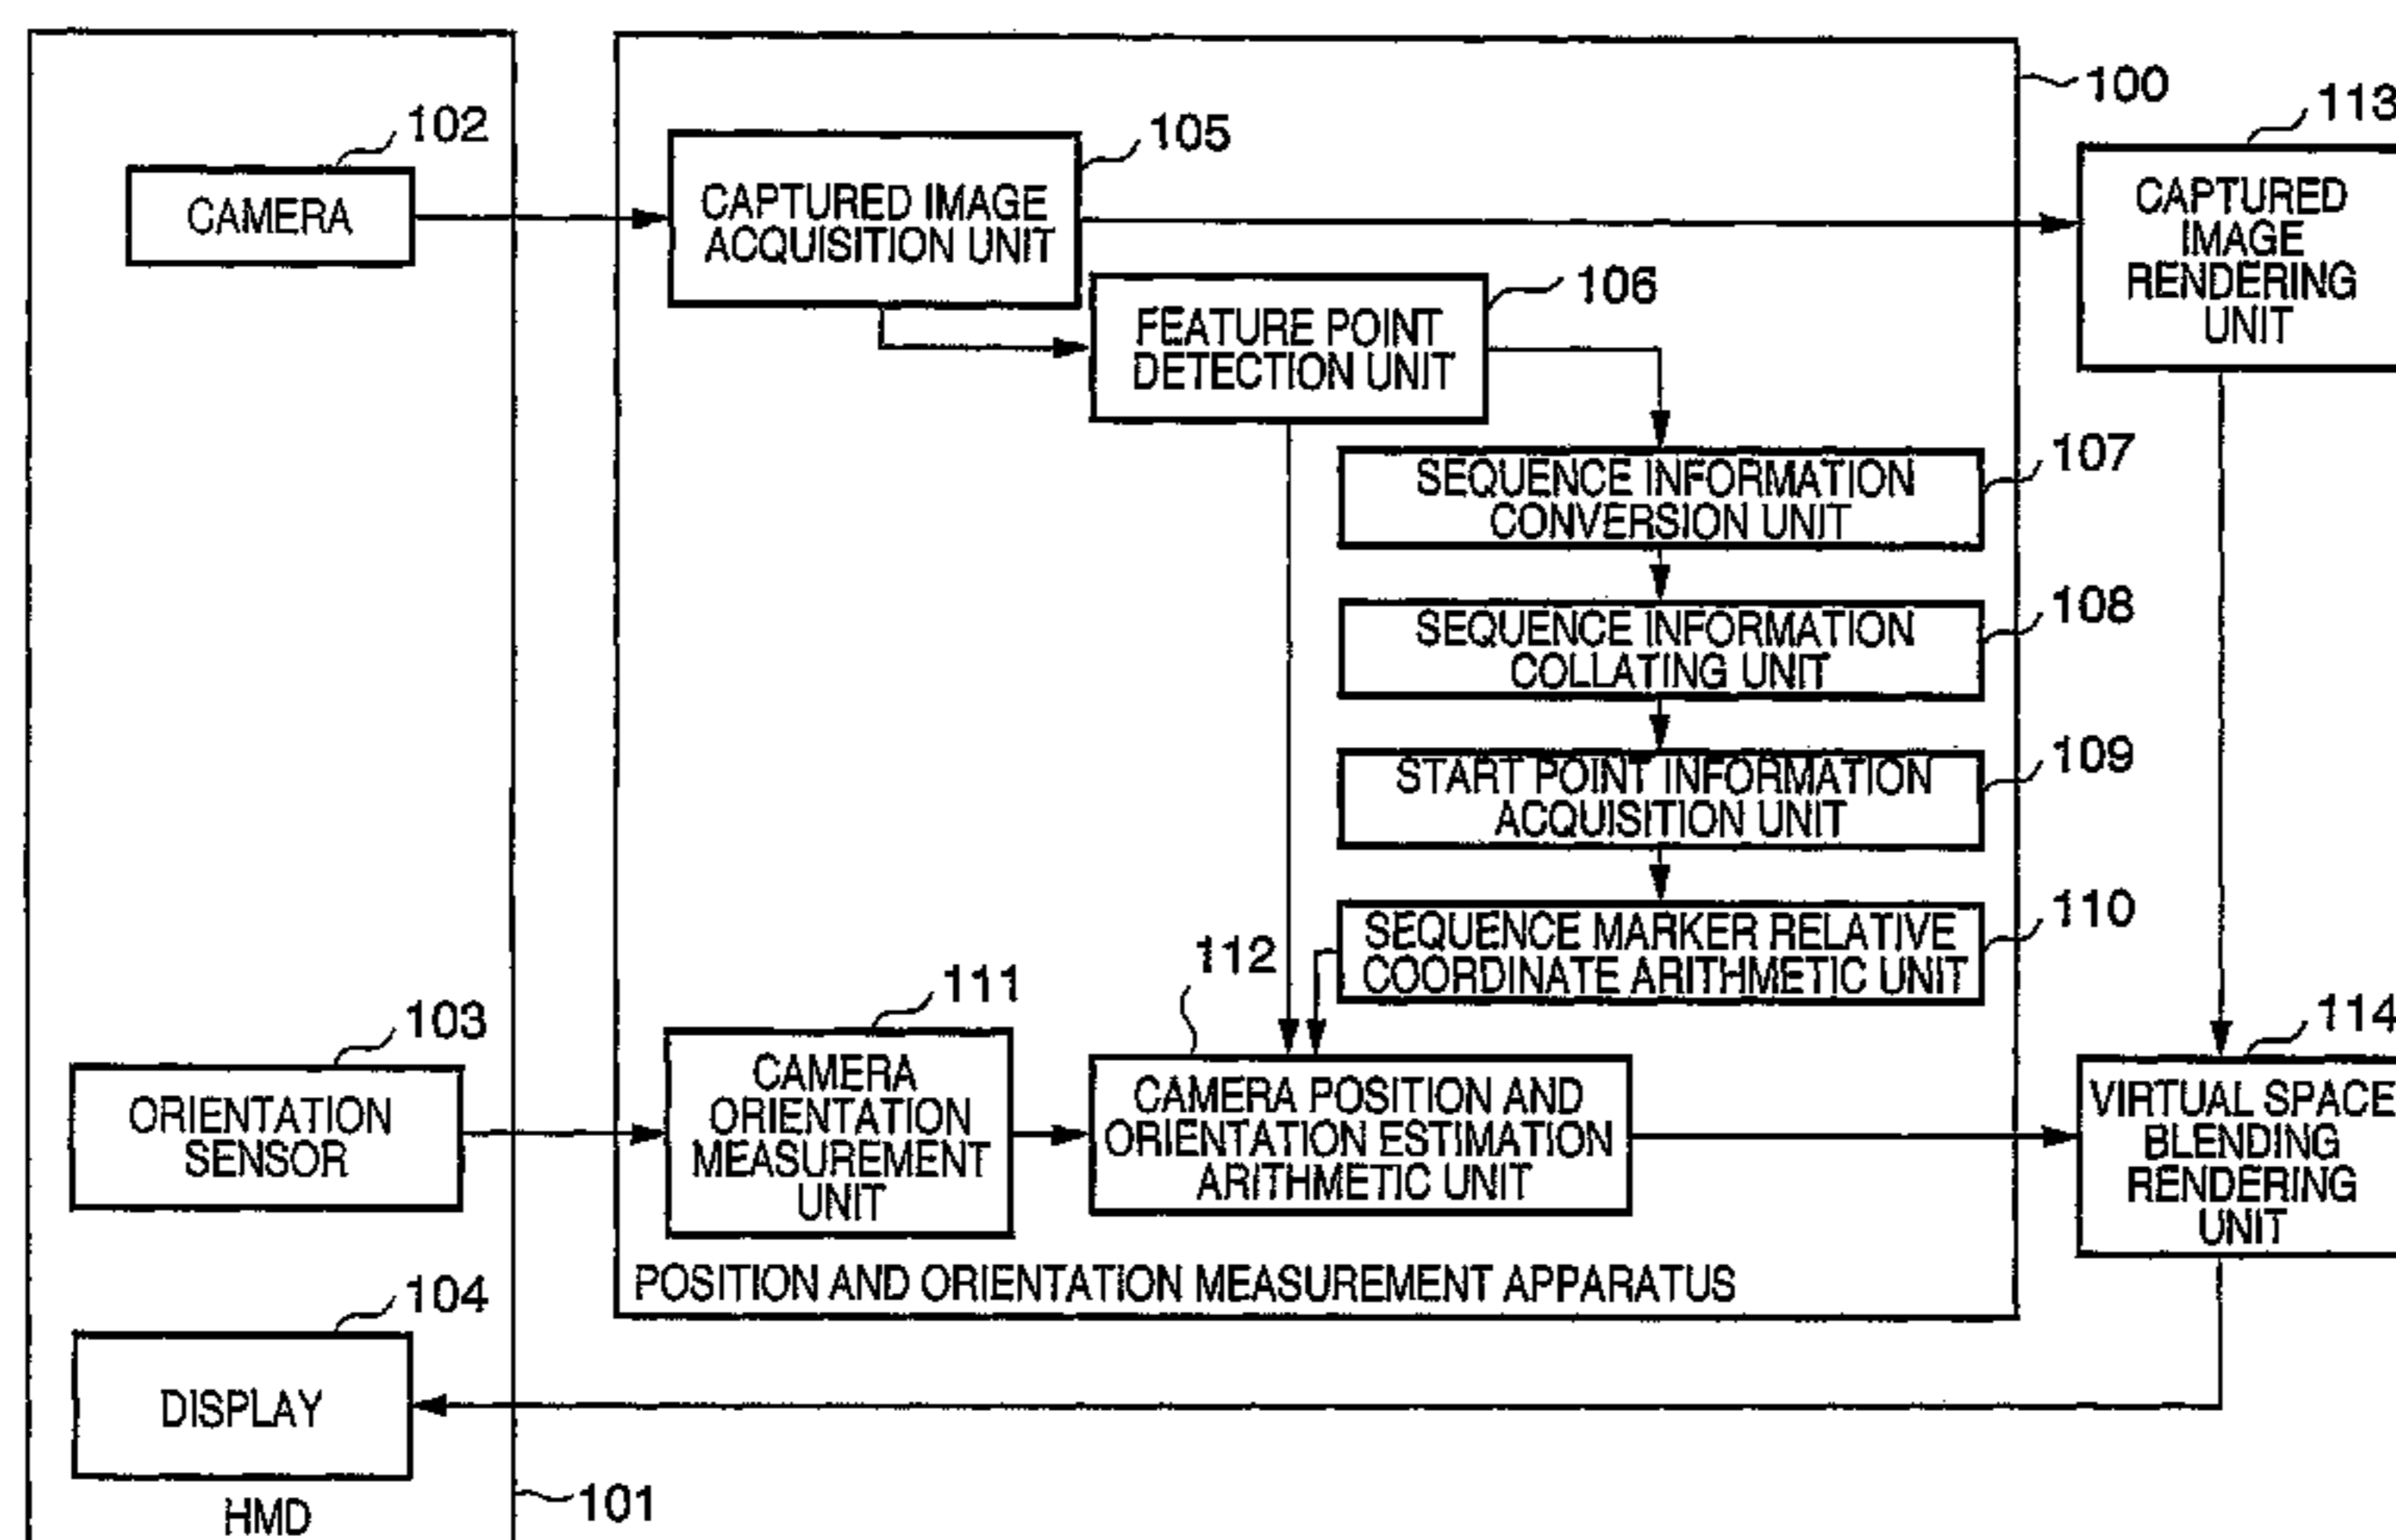 100
113
102
105
CAMERA
CAPTURED IMAGE
ACQUISITION UNIT
CAPTURED
IMAGE
RENDERING
UNIT
106
FEATURE POINT
DETECTION UNIT
107
SEQUENCE INFORMATION
CONVERSION UNIT
108
SEQUENCE INFORMATION
COLLATING UNIT
109
START POINT INFORMATION
ACQUISITION UNIT
110
SEQUENCE MARKER RELATIVE
COORDINATE ARITHMETIC UNIT
112
111
103
114
ORIENTATION
SENSOR
CAMERA
ORIENTATION
MEASUREMENT
UNIT
CAMERA POSITION AND
ORIENTATION ESTIMATION
ARITHMETIC UNIT
VIRTUAL SPACE
BLENDING
RENDERING
UNIT
POSITION AND ORIENTATION MEASUREMENT APPARATUS
104
DISPLAY
HMD
101